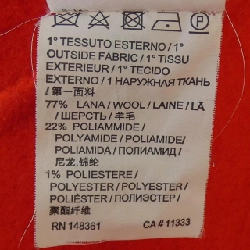 1° TESSUTO ESTERNO / 1°
OUTSIDE FABRIC / 1° TISSU
EXTERIEUR / 1° TECIDO
EXTERNO / 1 НАРУЖНАЯ ТКАНЬ
/ 第一面料
77% LANA / WOOL / LAINE / LÃ
/ ШЕРСТЬ / 羊毛
22% POLIAMMIDE /
POLYAMIDE / POLYAMIDE/
POLIAMIDA / ПОЛИАМИД /
尼龙,锦纶
1% POLIESTERE /
POLYESTER / POLYESTER /
POLIÉSTER / ПОЛИЭСТЕР /
聚酯纤维
RN 148361 CA# 11333